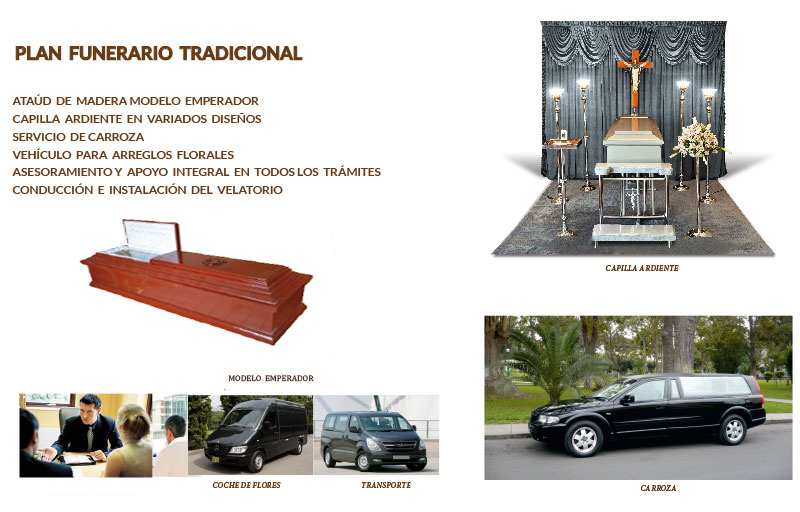 PLAN FUNERARIO TRADICIONAL
ATAÚD DE MADERA MODELO EMPERADOR
CAPILLA ARDIENTE EN VARIADOS DISEÑOS
SERVICIO DE CARROZA
VEHÍCULO PARA ARREGLOS FLORALES
ASESORAMIENTO Y APOYO INTEGRAL EN TODOS LOS TRÁMITES
CONDUCCIÓN E INSTALACIÓN DEL VELATORIO
CAPILLA ARDIENTE
MODELO EMPERADOR
COCHE DE FLORES
TRANSPORTE
CARROZA